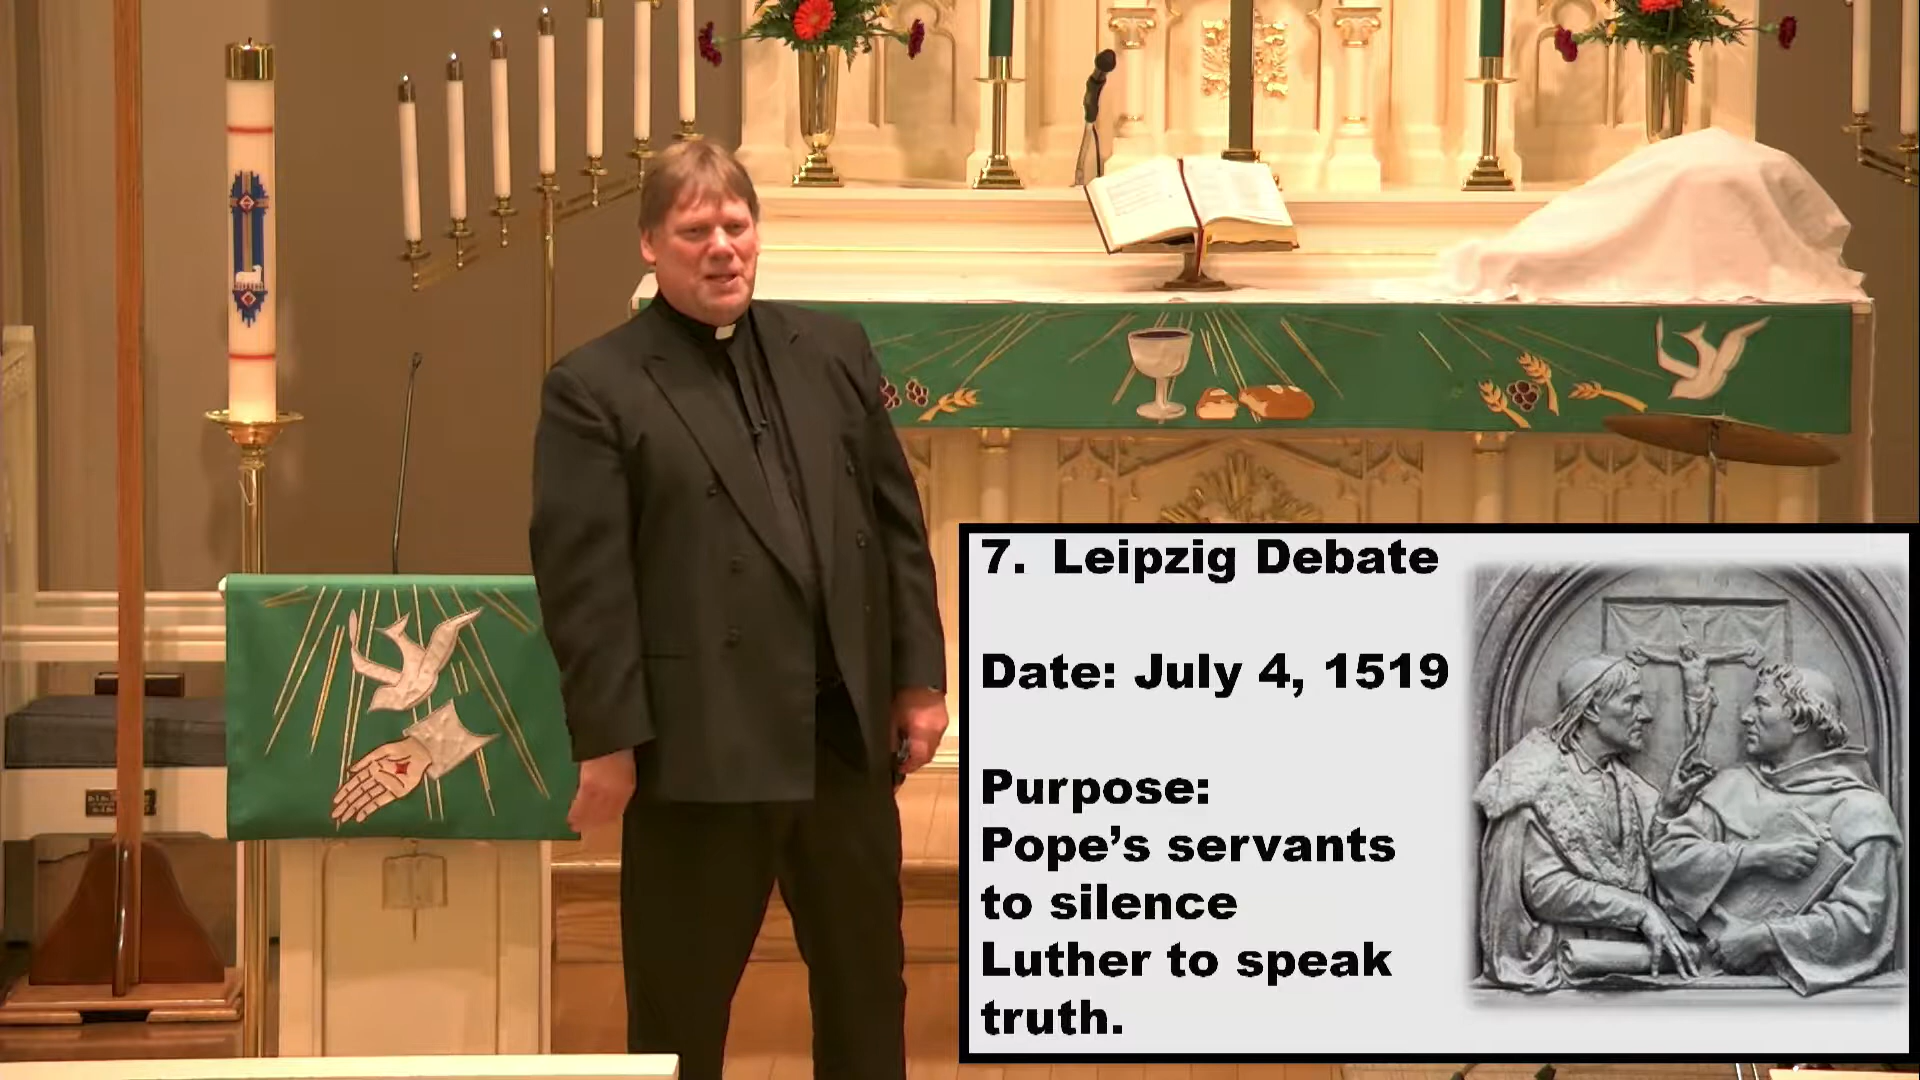 7. Leipzig Debate
Date: July 4, 1519
Purpose:
Pope’s servants
to silence
Luther to speak
truth.